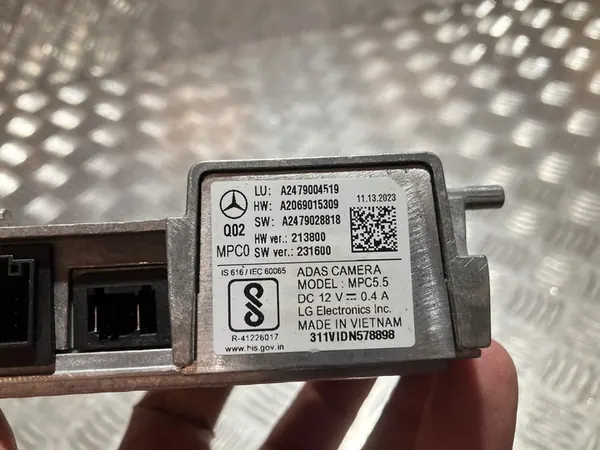 LU: A2479004519
HW: A2069015309
11.13.2023
SW: A2479028818
Q02
HW ver.: 213800
MPC0 SW ver.: 231600
IS 616 / IEC 60065
ADAS CAMERA
MODEL : MPC5.5
DC 12 V ⎓ 0.4 A
LG Electronics Inc.
R-41226017
MADE IN VIETNAM
www.bis.gov.in
311VIDN578898